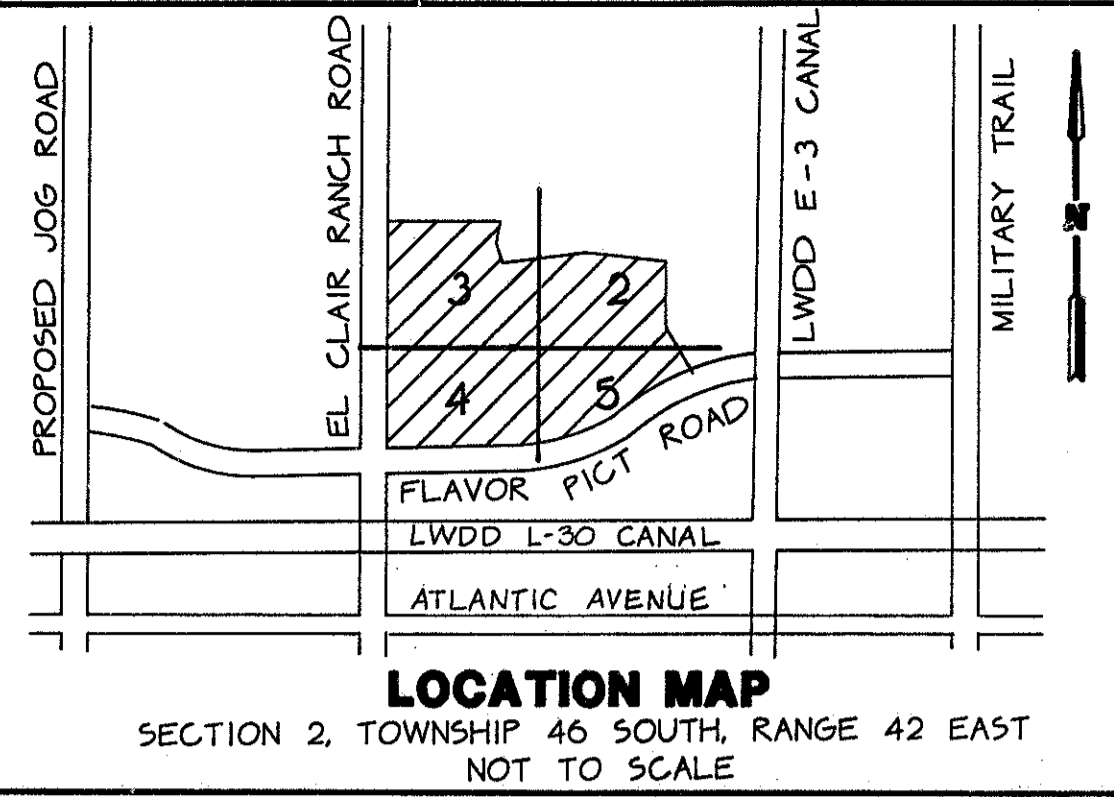 PROPOSED JOG ROAD
EL CLAIR RANCH ROAD
LWDD E-3 CANAL
MILITARY TRAIL
N
3
2
4
5
FLAVOR PICT ROAD
LWDD L-30 CANAL
ATLANTIC AVENUE
LOCATION MAP
SECTION 2, TOWNSHIP 46 SOUTH, RANGE 42 EAST
NOT TO SCALE